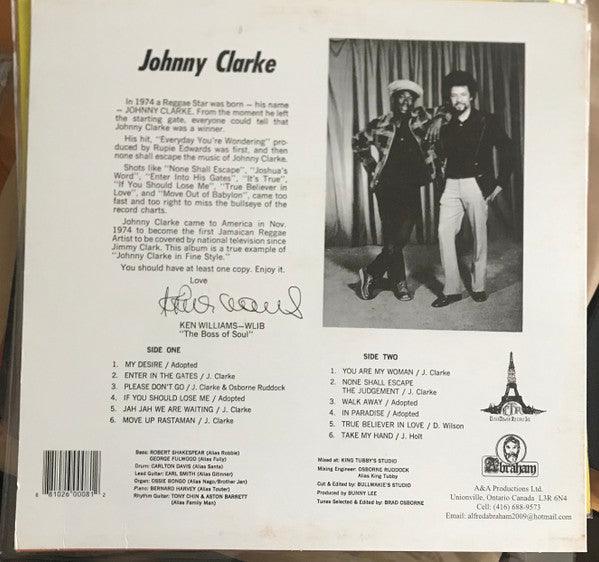 Johnny Clarke
In 1974 a Reggae Star was born — his name
— JOHNNY CLARKE. From the moment he left
the starting gate, everyone could tell that
Johnny Clarke was a winner.
His hit, "Everyday You're Wondering" pro-
duced by Rupie Edwards was first, and then
none shall escape the music of Johnny Clarke.
Shots like "None Shall Escape", "Joshua's
Word", "Enter Into His Gates", "It's True",
"If You Should Lose Me", "True Believer in
Love", and "Move Out of Babylon", came too
fast and too right to miss the bullseye of the
record charts.
Johnny Clarke came to America in Nov.
1974 to become the first Jamaican Reggae
Artist to be covered by national television since
Jimmy Clark. This album is a true example of
"Johnny Clarke in Fine Style."
You should have at least one copy. Enjoy it.
Love
KEN WILLIAMS—WLIB
"The Boss of Soul"
SIDE ONE
1. MY DESIRE / Adopted
2. ENTER IN THE GATES / J. Clarke
3. PLEASE DON'T GO / J. Clarke & Osborne Ruddock
4. IF YOU SHOULD LOSE ME / Adopted
5. JAH JAH WE ARE WAITING / J. Clarke
6. MOVE UP RASTAMAN / J. Clarke
SIDE TWO
1. YOU ARE MY WOMAN / J. Clarke
2. NONE SHALL ESCAPE
THE JUDGEMENT / J. Clarke
3. WALK AWAY / Adopted
4. IN PARADISE / Adopted
5. TRUE BELIEVER IN LOVE / D. Wilson
6. TAKE MY HAND / J. Holt
Bass: ROBERT SHAKESPEAR (Alias Robbie)
GEORGE FULWOOD (Alias Fully)
Drum: CARLTON DAVIS (Alias Santa)
Lead Guitar: EARL SMITH (Alias Glinner)
Organ: OSSIE BONGO (Alias Nago/Brother Jan)
Piano: BERNARD HARVEY (Alias Touter)
Rhythm Guitar: TONY CHIN & ASTON BARRETT
(Alias Family Man)
6 81026 00081 2
Mixed at: KING TUBBY'S STUDIO
Mixing Engineer: OSBORNE RUDDOCK
Alias King Tubby
Cut & Edited by: BULLWAKIE'S STUDIO
Produced by BUNNY LEE
Tunes Selected & Edited by: BRAD OSBORNE
Abraham
A&A Productions Ltd.
Unionville, Ontario Canada L3R 6N4
Cell: (416) 688-9573
Email: alfredabraham2009@hotmail.com